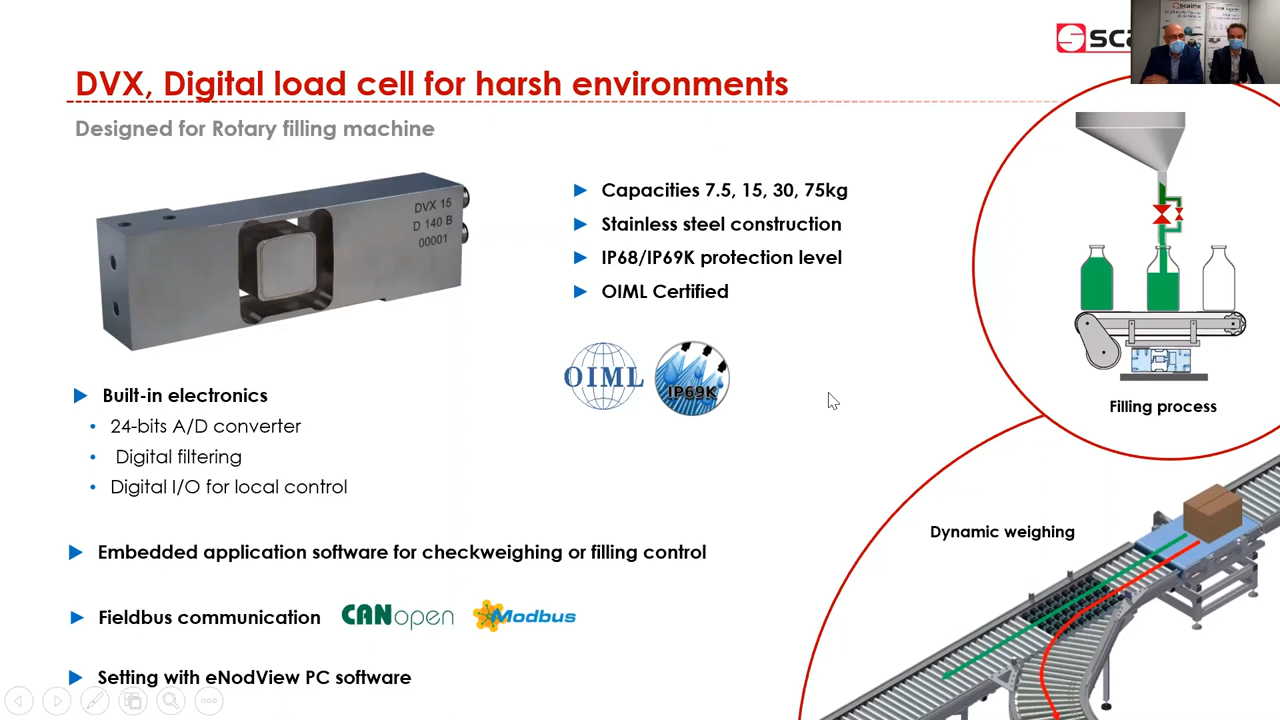 DVX, Digital load cell for harsh environments
Designed for Rotary filling machine
DVX 15
D 140 B
00001
Capacities 7.5, 15, 30, 75kg
Stainless steel construction
IP68/IP69K protection level
OIML Certified
OIML
IP69K
Filling process
Built-in electronics
24-bits A/D converter
Digital filtering
Digital I/O for local control
Dynamic weighing
Embedded application software for checkweighing or filling control
Fieldbus communication CANopen Modbus
Setting with eNodView PC software